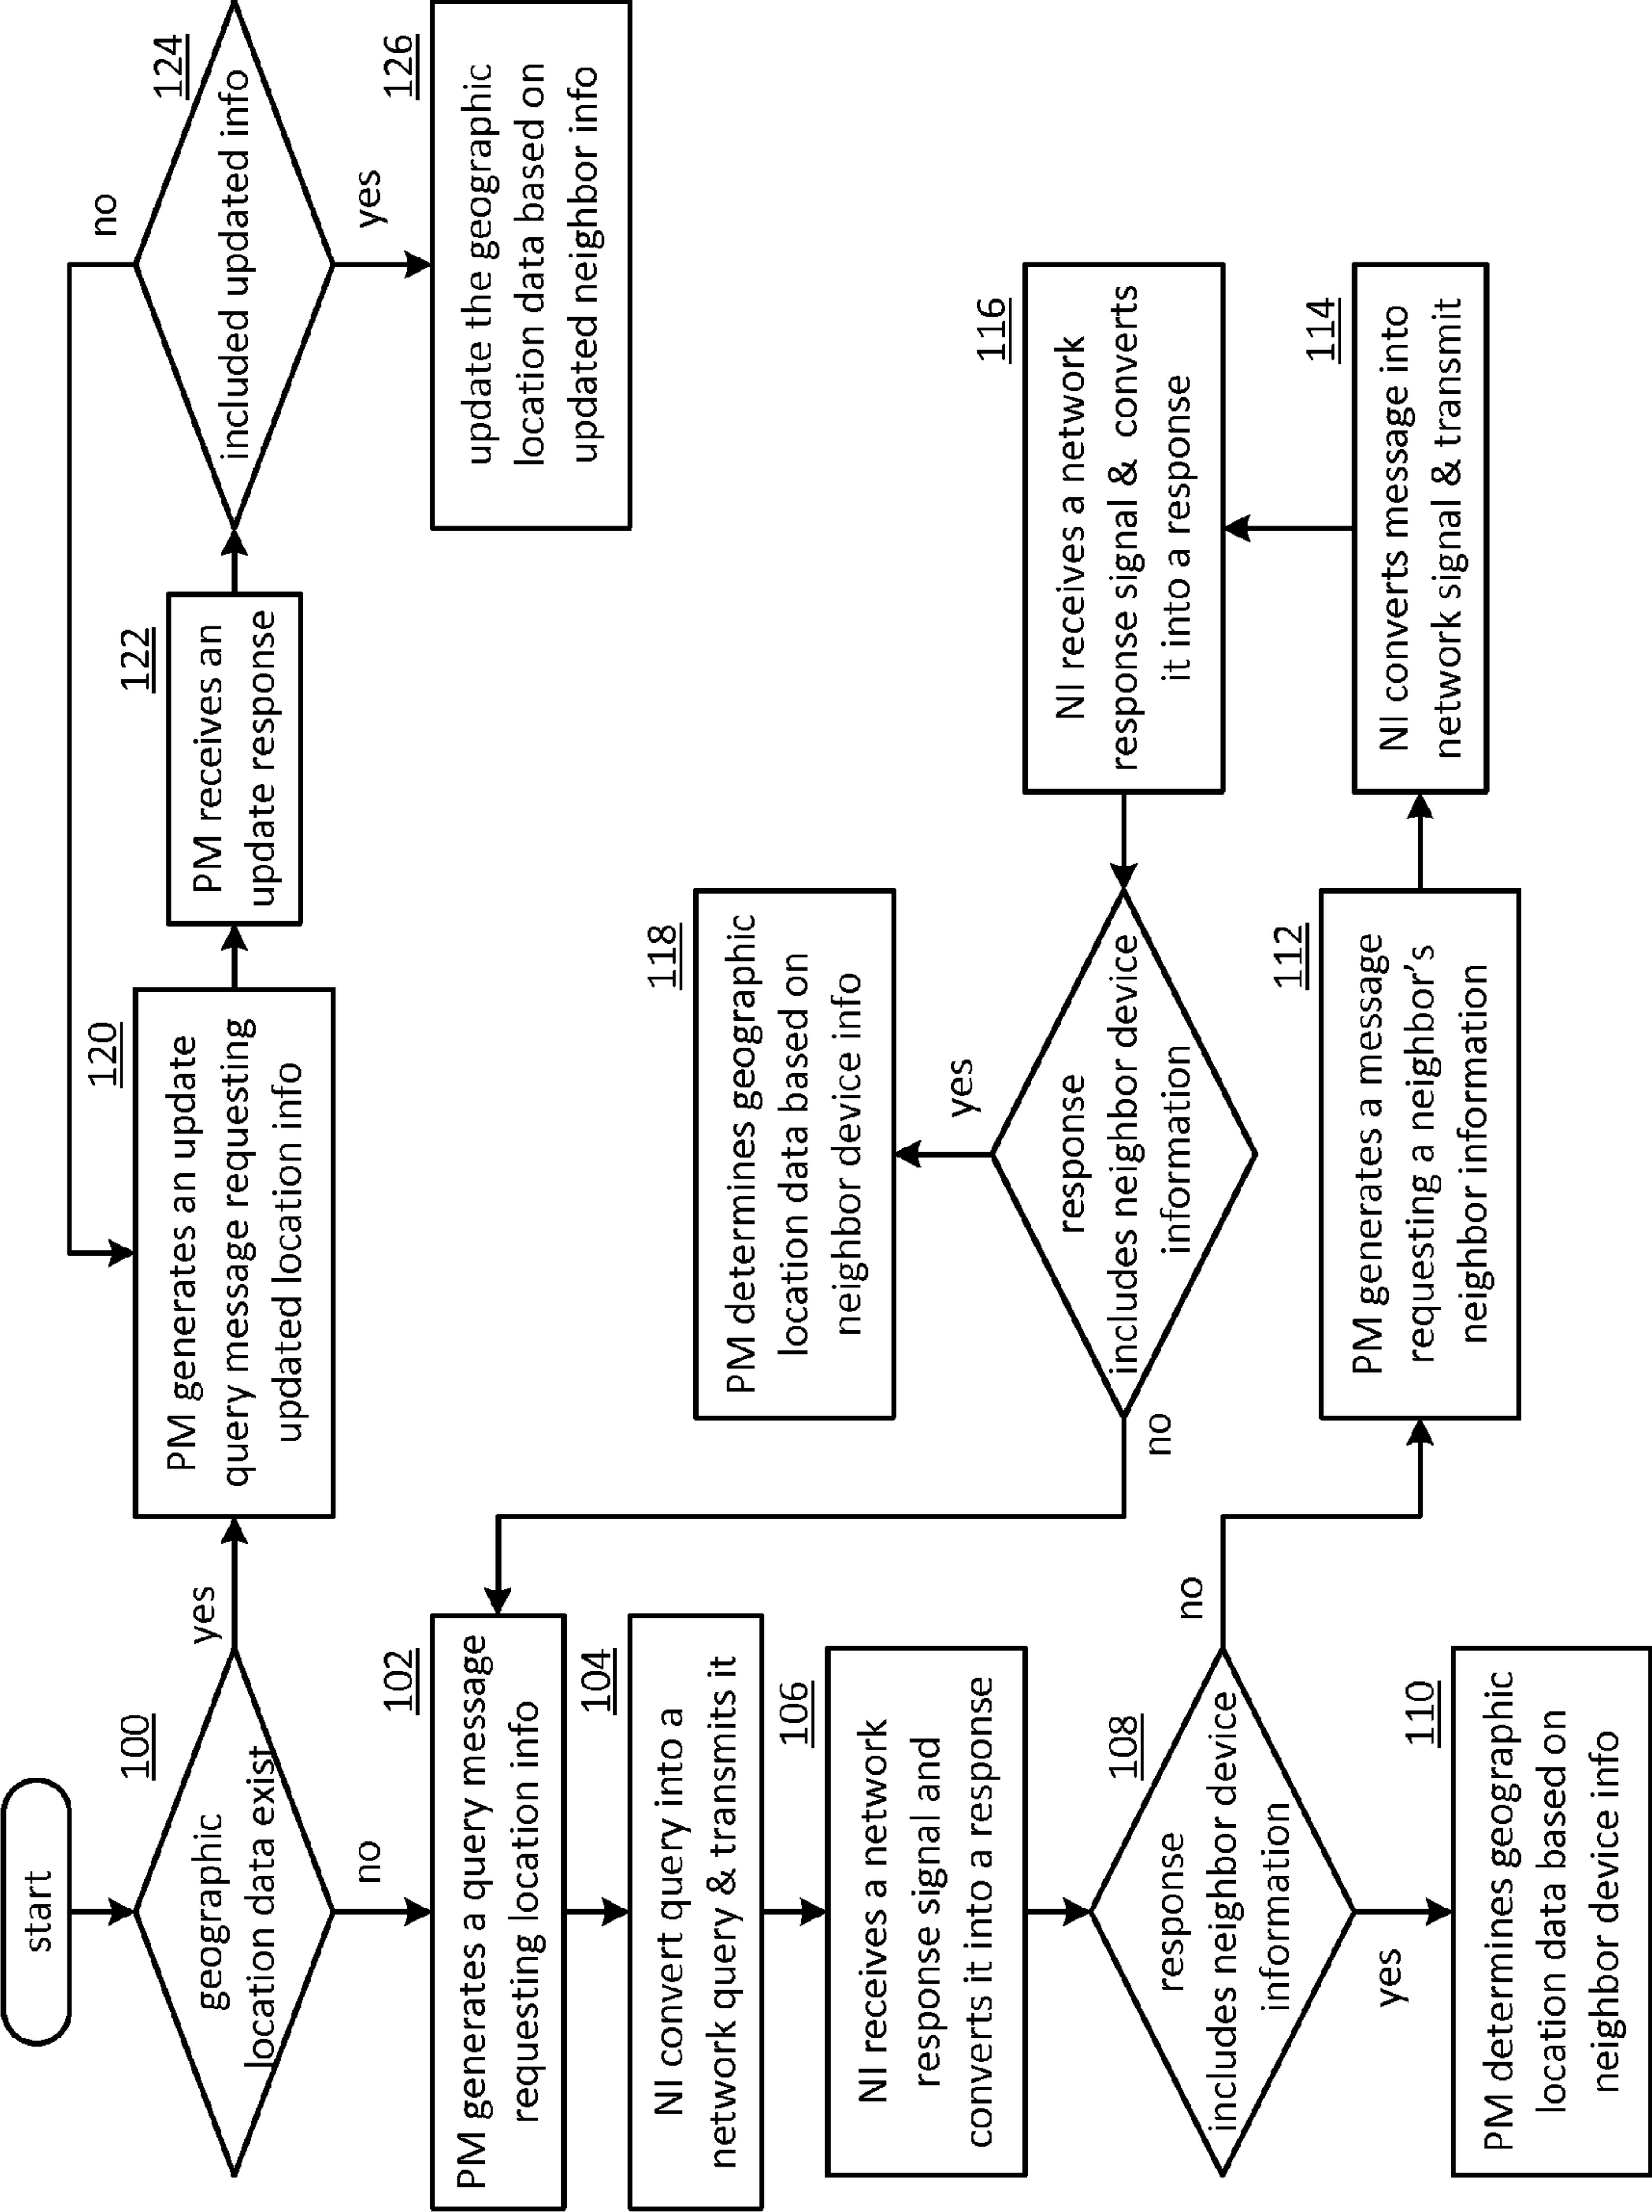 start
100
geographic
location data exist
yes
no
120
PM generates an update
query message requesting
updated location info
122
PM receives an
update response
124
included updated info
no
yes
126
update the geographic
location data based on
updated neighbor info
102
PM generates a query message
requesting location info
104
NI convert query into a
network query & transmits it
106
NI receives a network
response signal and
converts it into a response
108
response
includes neighbor device
information
no
yes
110
PM determines geographic
location data based on
neighbor device info
112
PM generates a message
requesting a neighbor's
neighbor information
114
NI converts message into
network signal & transmit
116
NI receives a network
response signal & converts
it into a response
response
includes neighbor device
information
no
yes
118
PM determines geographic
location data based on
neighbor device info